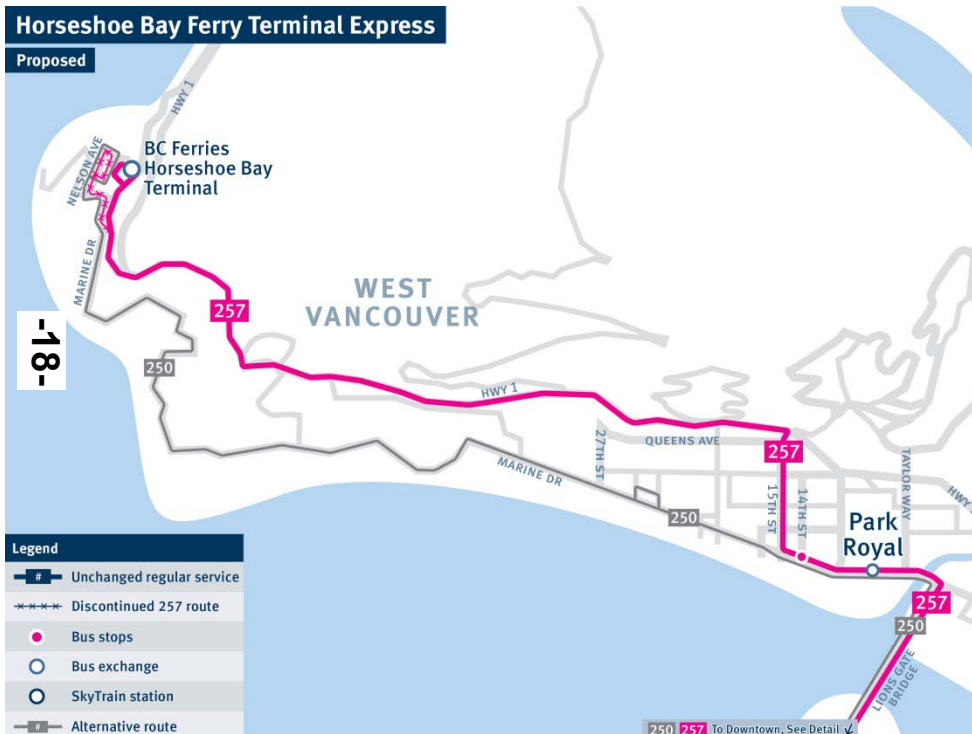 Horseshoe Bay Ferry Terminal Express
Proposed
HWY 1
NELSON AVE
BC Ferries
Horseshoe Bay
Terminal
MARINE DR
WEST
VANCOUVER
257
-18-
250
HWY 1
27TH ST
QUEENS AVE
257
TAYLOR WAY
MARINE DR
15TH ST
14TH ST
HWY
250
Park
Royal
257
250
LIONS GATE
BRIDGE
Legend
# Unchanged regular service
Discontinued 257 route
Bus stops
Bus exchange
SkyTrain station
# Alternative route
250 257 To Downtown, See Detail